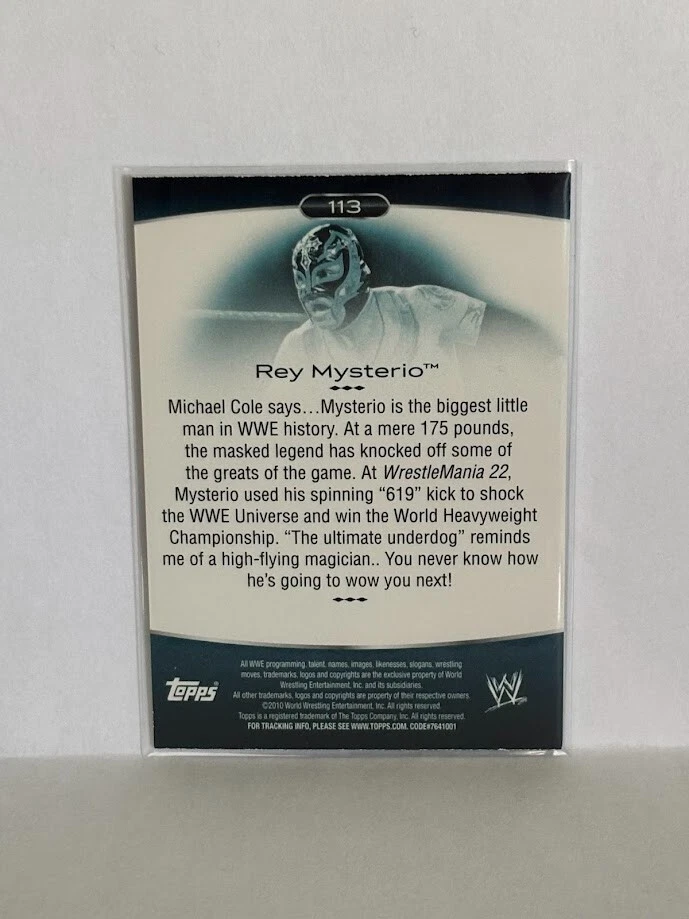 113
Rey Mysterio™
Michael Cole says...Mysterio is the biggest little
man in WWE history. At a mere 175 pounds,
the masked legend has knocked off some of
the greats of the game. At WrestleMania 22,
Mysterio used his spinning “619” kick to shock
the WWE Universe and win the World Heavyweight
Championship. “The ultimate underdog” reminds
me of a high-flying magician.. You never know how
he's going to wow you next!
All WWE programming, talent, names, images, likenesses, slogans, wrestling
moves, trademarks, logos and copyrights are the exclusive property of World
Wrestling Entertainment, Inc. and its subsidiaries.
All other trademarks, logos and copyrights are property of their respective owners.
©2010 World Wrestling Entertainment, Inc. All rights reserved.
Topps is a registered trademark of The Topps Company, Inc. All rights reserved.
FOR TRACKING INFO, PLEASE SEE WWW.TOPPS.COM. CODE#7641001
topps
W